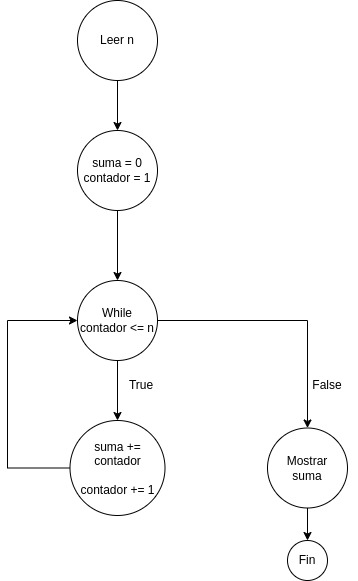 Leer n
suma = 0
contador = 1
While
contador <= n
True
False
suma +=
contador
contador += 1
Mostrar
suma
Fin